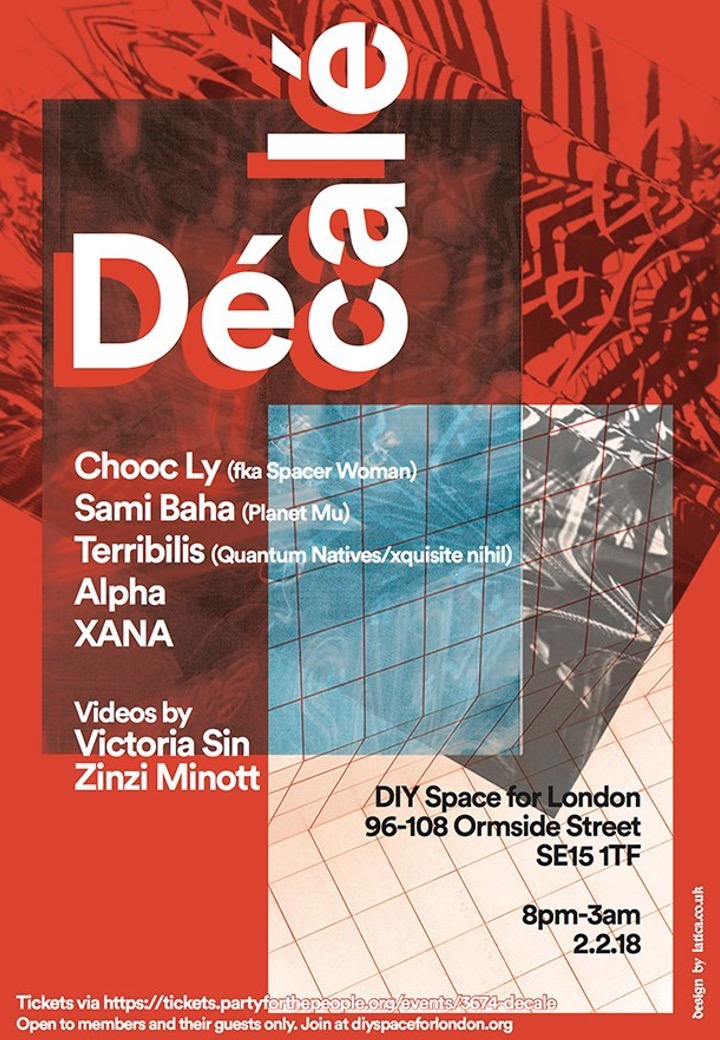 Décalé
Chooc Ly (fka Spacer Woman)
Sami Baha (Planet Mu)
Terribilis (Quantum Natives/xquisite nihil)
Alpha
XANA
Videos by
Victoria Sin
Zinzi Minott
DIY Space for London
96-108 Ormside Street
SE15 1TF
8pm-3am
2.2.18
Design by latica.co.uk
Tickets via https://tickets.partyforthepeople.org/events/3674-decale
Open to members and their guests only. Join at diyspaceforlondon.org